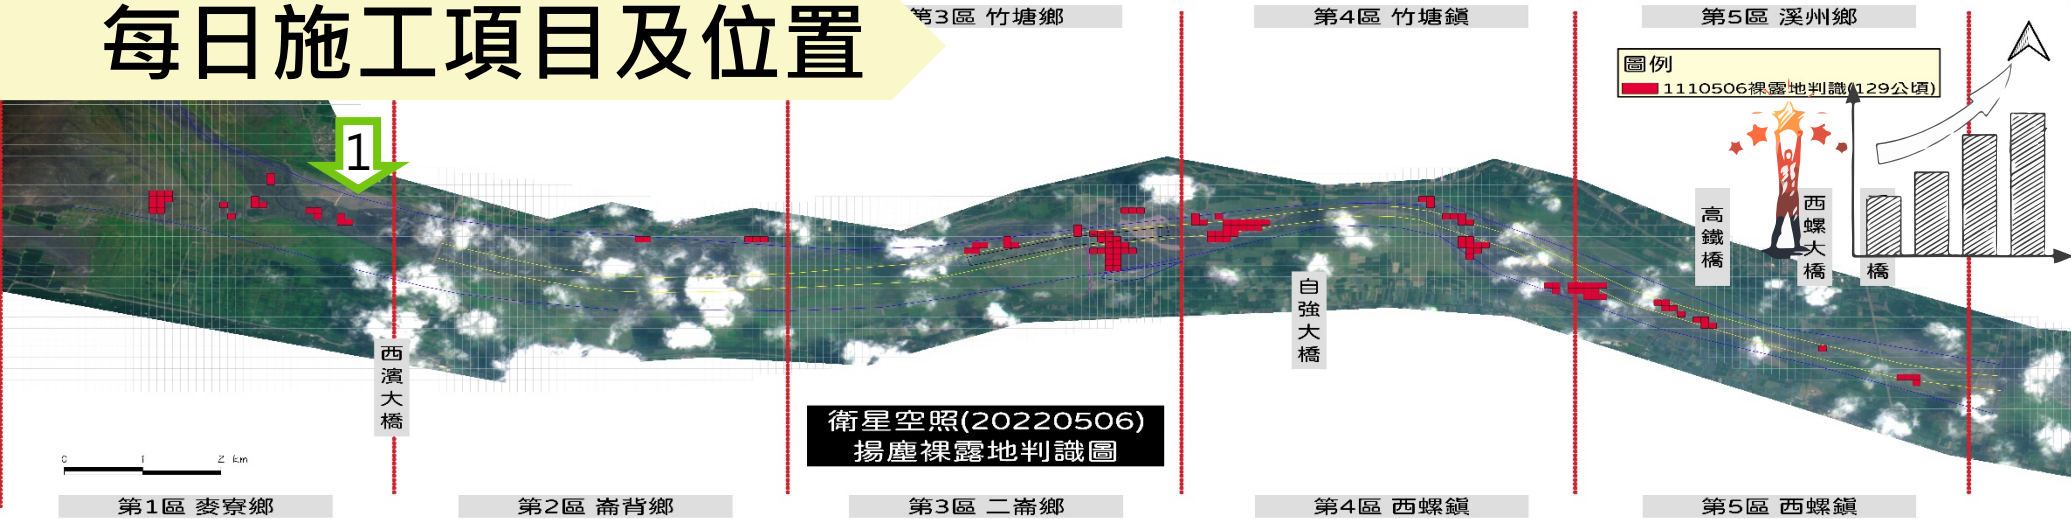 每日施工項目及位置
第3區 竹塘鄉
第4區 竹塘鎮
第5區 溪州鄉
圖例
1110506裸露地判識(129公頃)
1
高鐵橋
西螺大橋
橋
自強大橋
西濱大橋
衛星空照(20220506)
揚塵裸露地判識圖
0 1 2 km
第1區 麥寮鄉
第2區 崙背鄉
第3區 二崙鄉
第4區 西螺鎮
第5區 西螺鎮